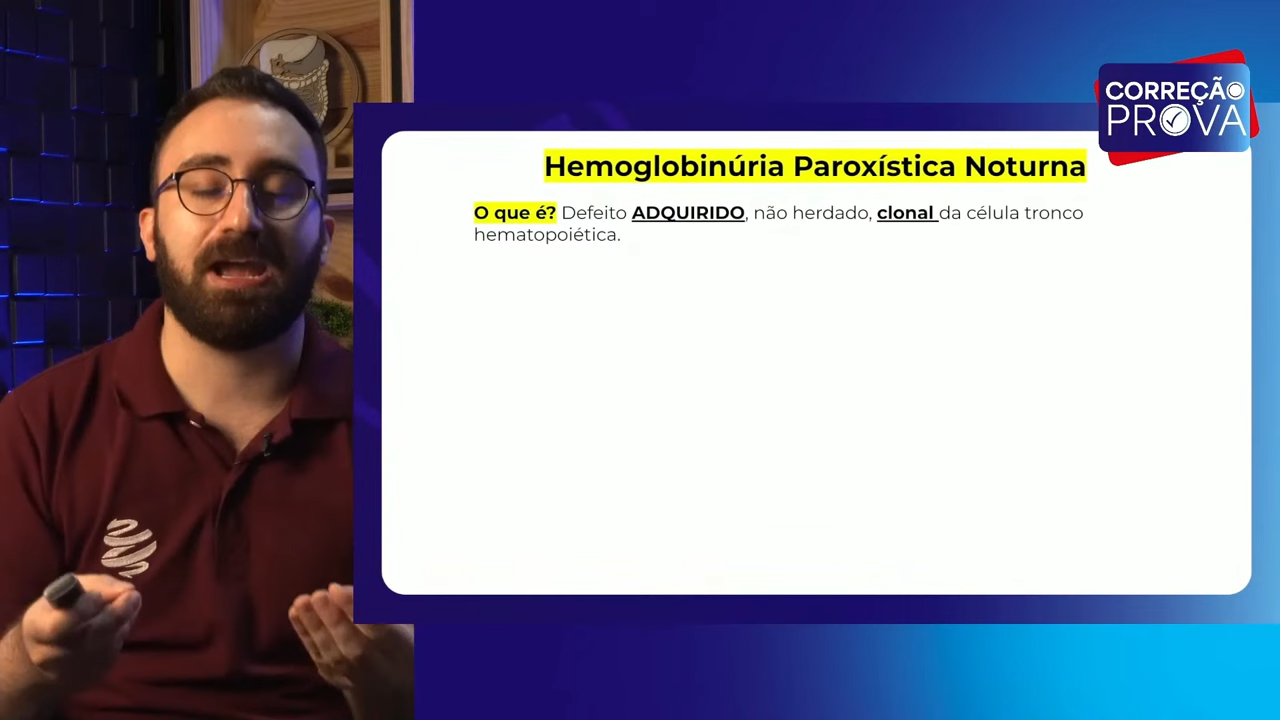 CORREÇÃO
PROVA
Hemoglobinúria Paroxística Noturna
O que é? Defeito ADQUIRIDO, não herdado, clonal da célula tronco
hematopoiética.